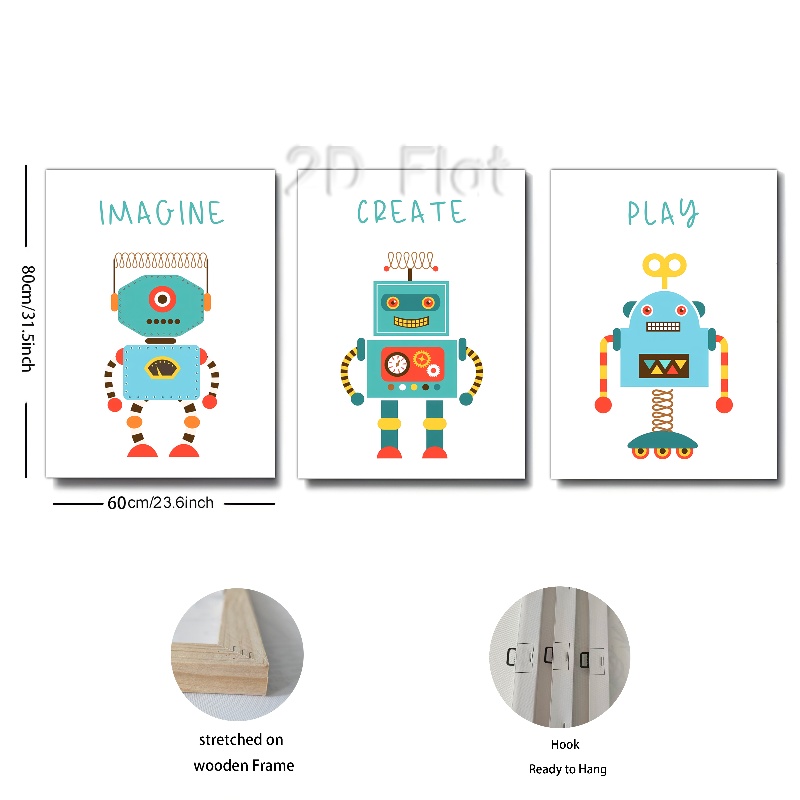 2D Flat
IMAGINE
CREATE
PLAY
80cm/31.5inch
60cm/23.6inch
stretched on
wooden Frame
Hook
Ready to Hang